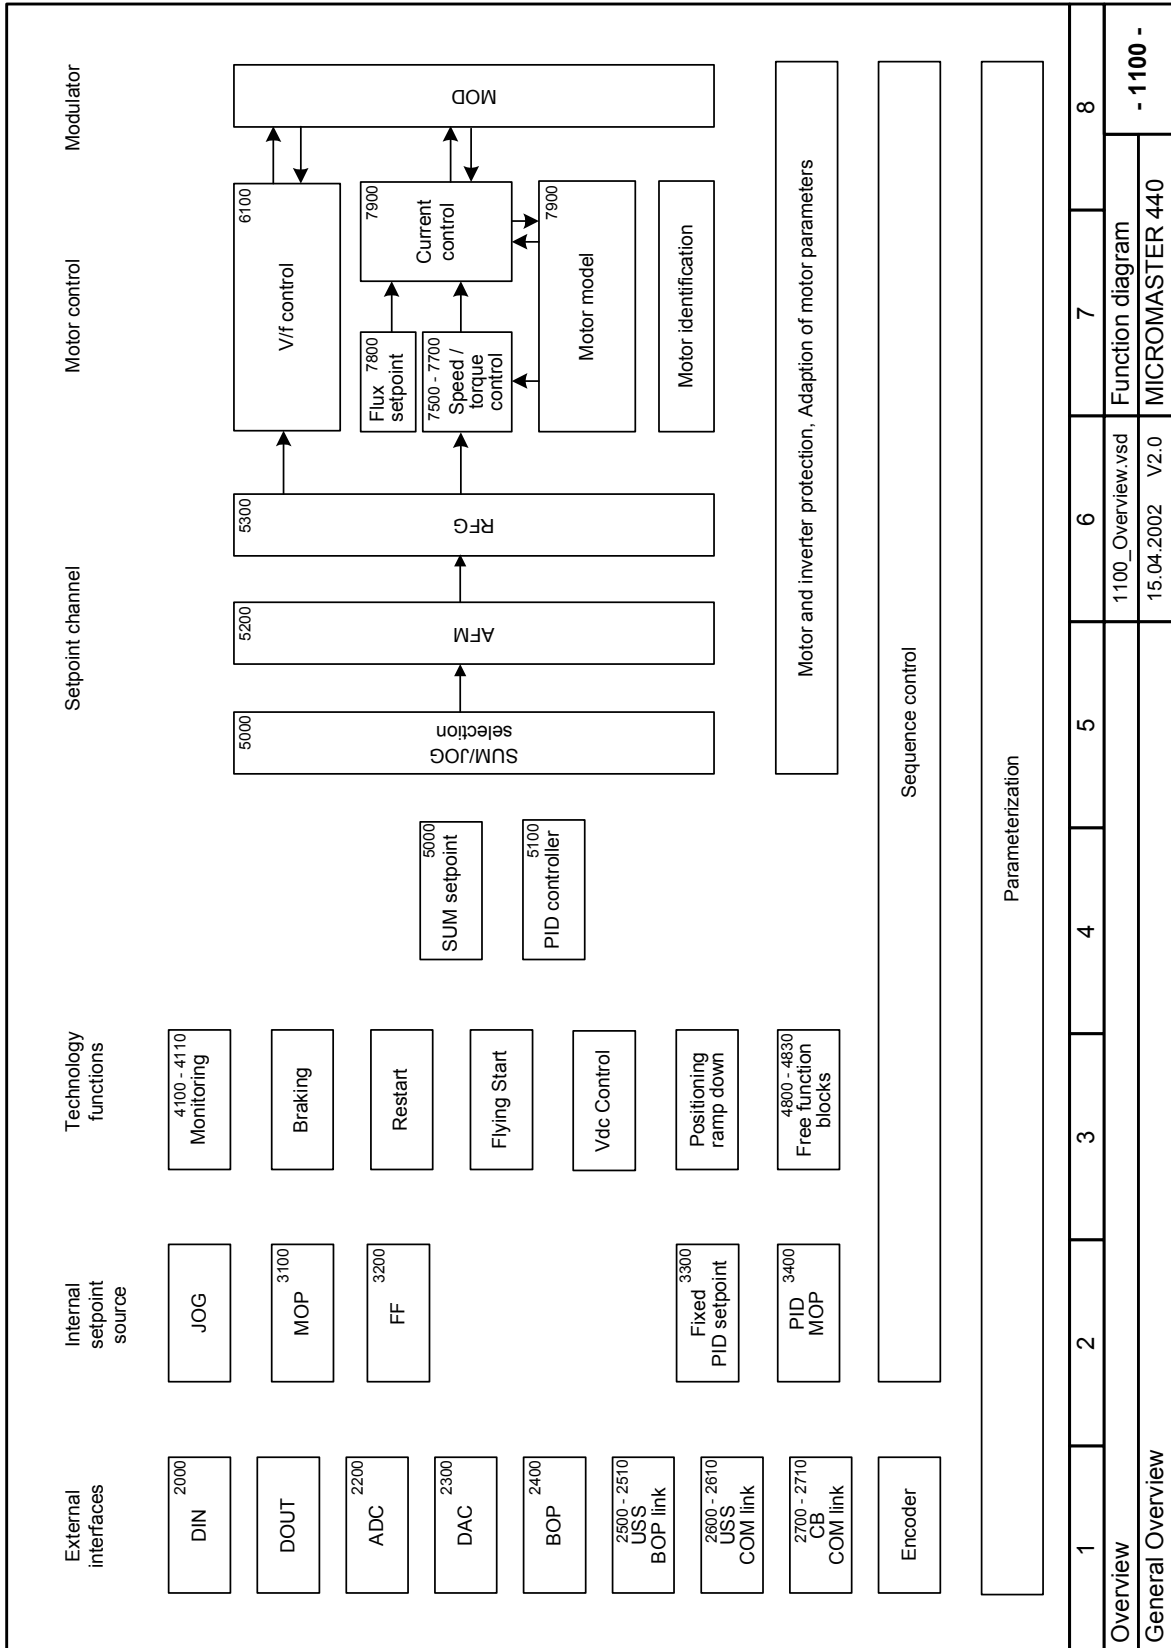 External
interfaces
Internal
setpoint
source
Technology
functions
Setpoint channel
Motor control
Modulator
2000
DIN
DOUT
2200
ADC
2300
DAC
2400
BOP
2500 - 2510
USS
BOP link
2600 - 2610
USS
COM link
2700 - 2710
CB
COM link
Encoder
JOG
3100
MOP
3200
FF
3300
Fixed
PID setpoint
3400
PID
MOP
4100 - 4110
Monitoring
Braking
Restart
Flying Start
Vdc Control
Positioning
ramp down
4800 - 4830
Free function
blocks
5000
SUM setpoint
5100
PID controller
5000
SUM/JOG
selection
5200
AFM
5300
RFG
6100
V/f control
7800
Flux
setpoint
7500 - 7700
Speed /
torque
control
7900
Current
control
7900
Motor model
Motor identification
MOD
Motor and inverter protection, Adaption of motor parameters
Sequence control
Parameterization
1
2
3
4
5
6
7
8
Overview
1100_Overview.vsd
Function diagram
- 1100 -
General Overview
15.04.2002
V2.0
MICROMASTER 440